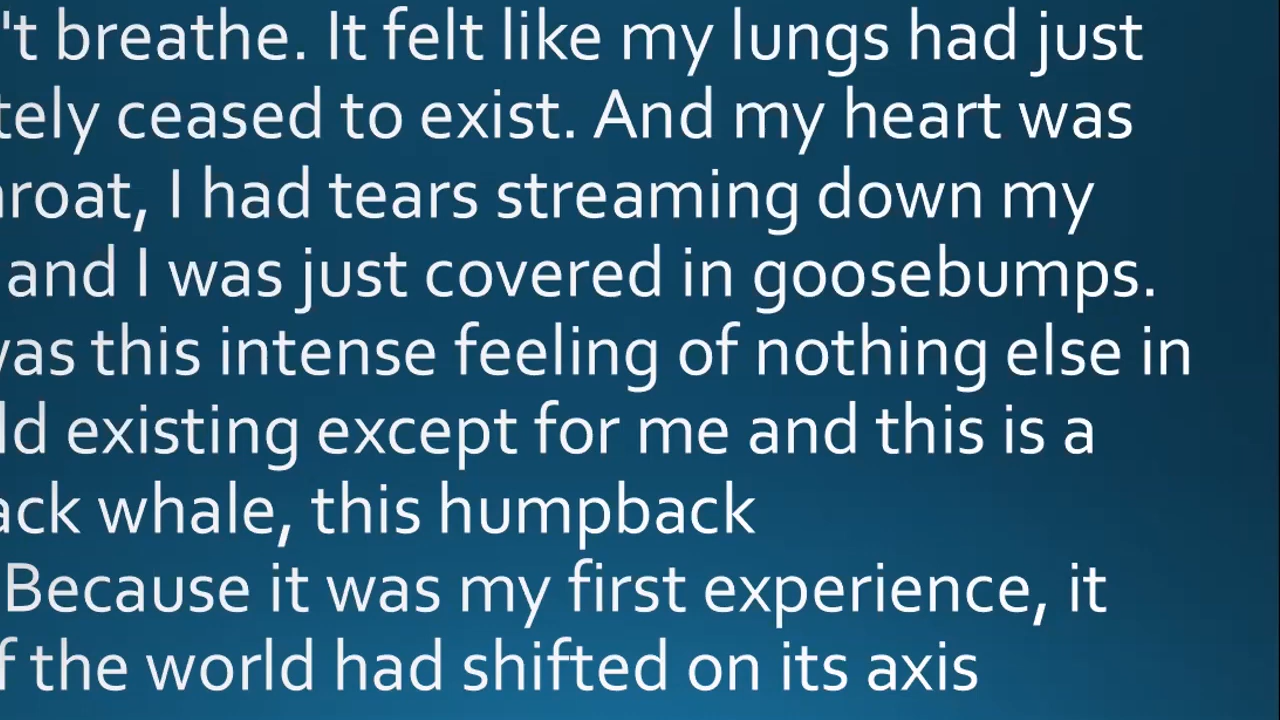 't breathe. It felt like my lungs had just
tely ceased to exist. And my heart was
hroat, I had tears streaming down my
and I was just covered in goosebumps.
was this intense feeling of nothing else in
ld existing except for me and this is a
ack whale, this humpback
Because it was my first experience, it
f the world had shifted on its axis